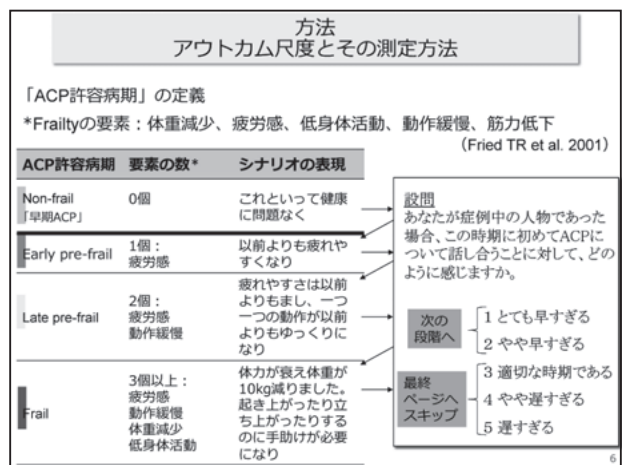 方法
アウトカム尺度とその測定方法
「ACP許容病期」の定義
*Frailtyの要素：体重減少、疲労感、低身体活動、動作緩慢、筋力低下
（Fried TR et al. 2001）
ACP許容病期 要素の数* シナリオの表現
Non-frail
「早期ACP」
0個
これといって健康
に問題なく
Early pre-frail
1個：
疲労感
以前よりも疲れや
すくなり
Late pre-frail
2個：
疲労感
動作緩慢
疲れやすさは以前
よりもまし、一つ
一つの動作が以前
よりもゆっくりに
なり
Frail
3個以上：
疲労感
動作緩慢
体重減少
低身体活動
体力が衰え体重が
10kg減りました。
起き上がったり立
ち上がったりする
のに手助けが必要
になり
設問
あなたが症例中の人物であった
場合、この時期に初めてACPに
ついて話し合うことに対して、どの
ように感じますか。
次の
段階へ
1 とても早すぎる
2 やや早すぎる
最終
ページへ
スキップ
3 適切な時期である
4 やや遅すぎる
5 遅すぎる
6